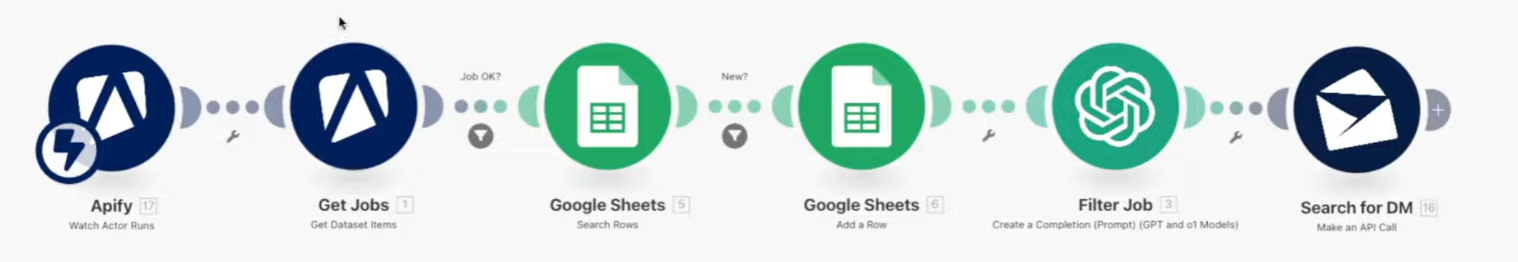 Job OK?
New?
Apify 17
Watch Actor Runs
Get Jobs 1
Get Dataset Items
Google Sheets 5
Search Rows
Google Sheets 6
Add a Row
Filter Job 3
Create a Completion (Prompt) (GPT and o1 Models)
Search for DM 16
Make an API Call